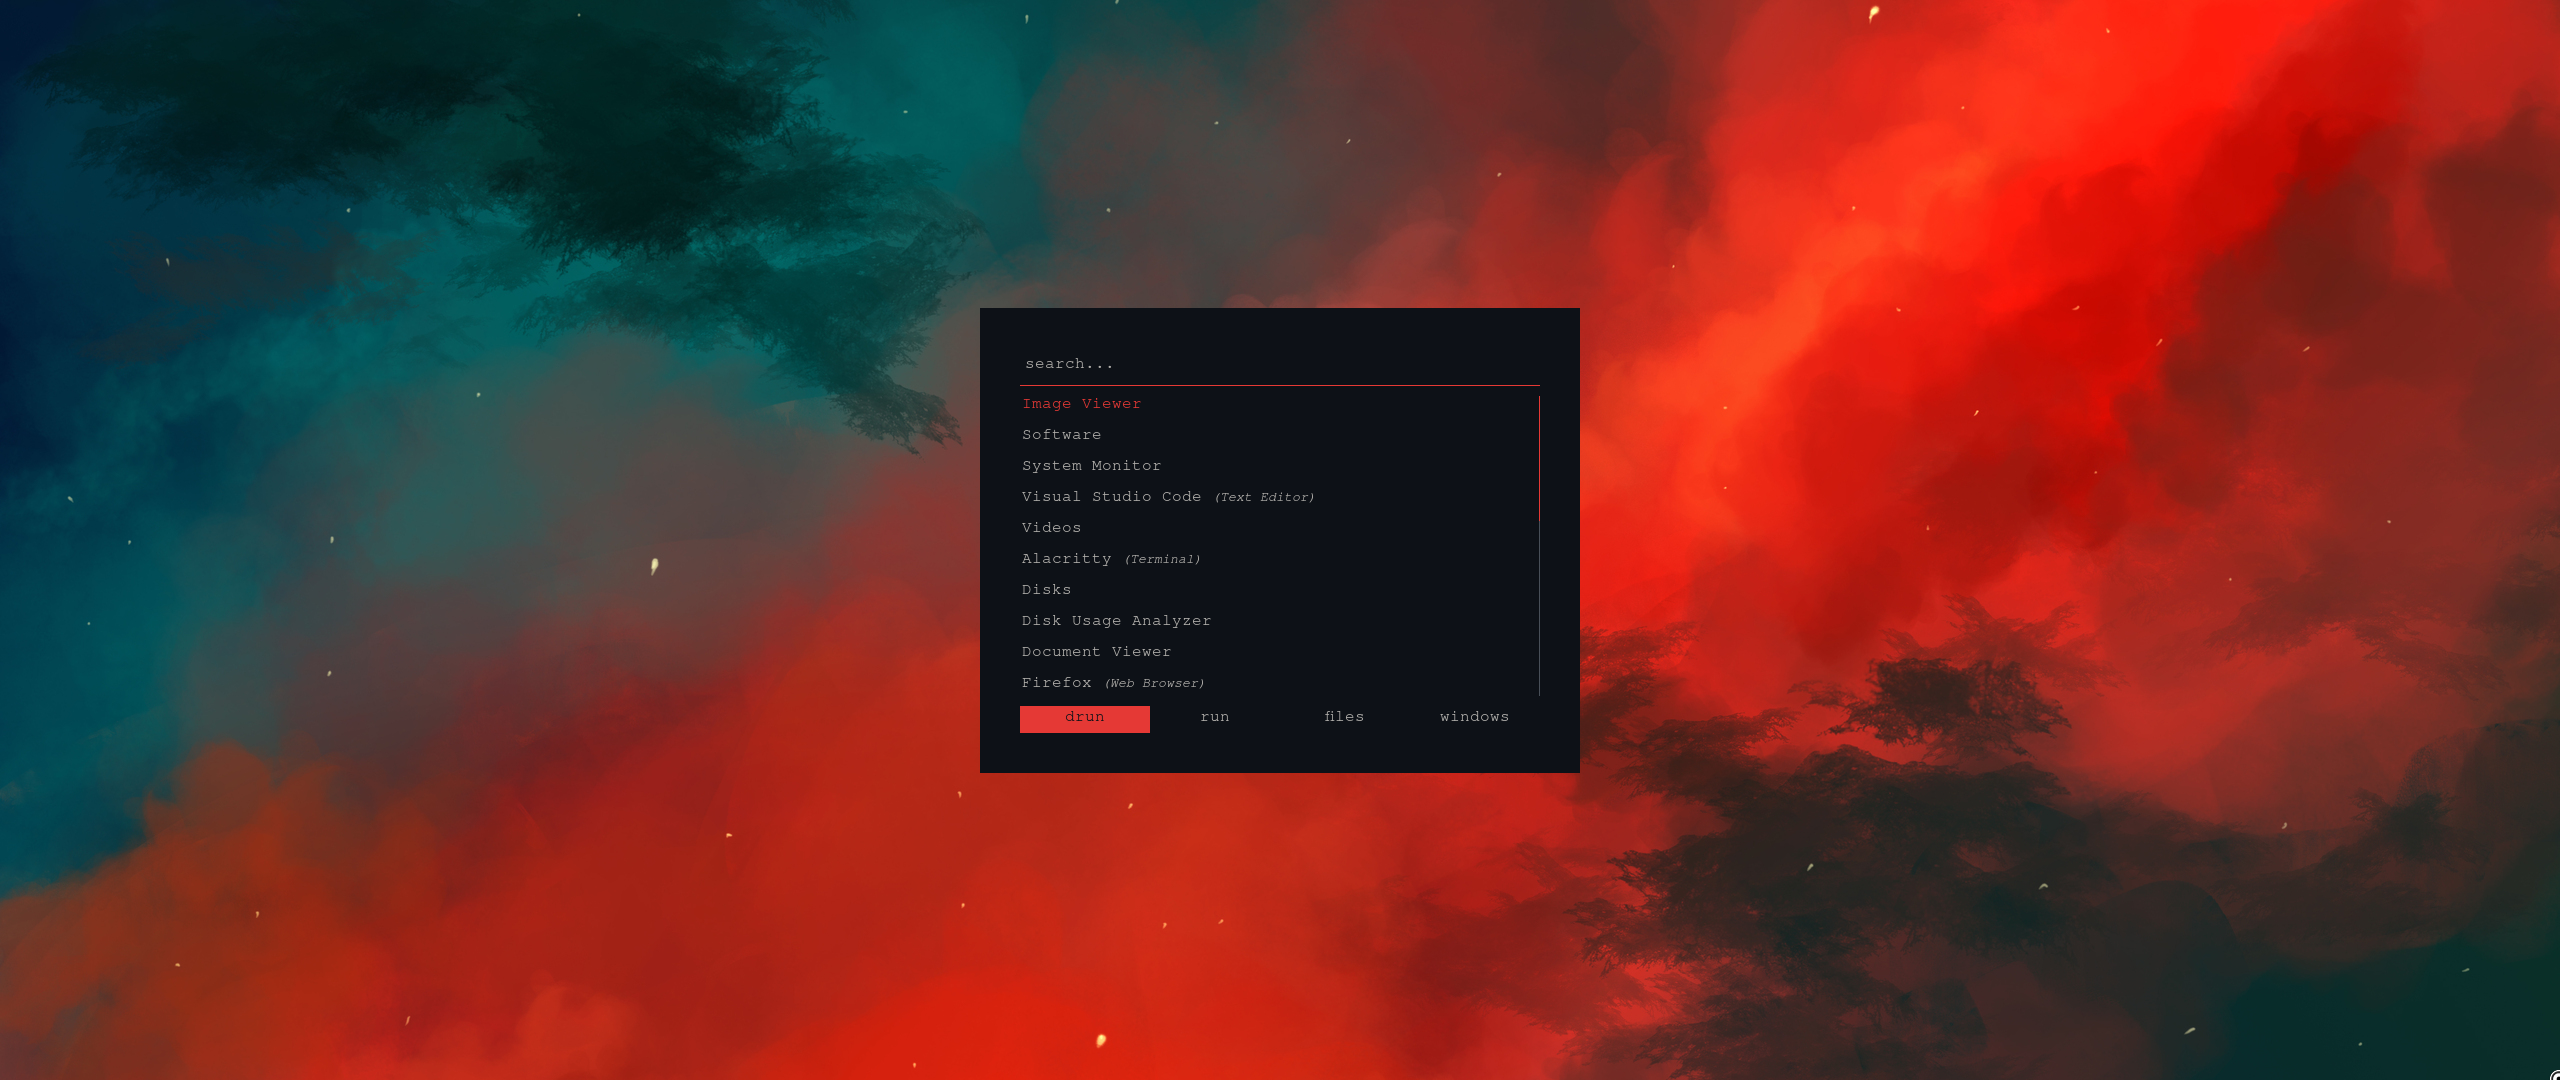 search...
Image Viewer
Software
System Monitor
Visual Studio Code (Text Editor)
Videos
Alacritty (Terminal)
Disks
Disk Usage Analyzer
Document Viewer
Firefox (Web Browser)
drun run files windows